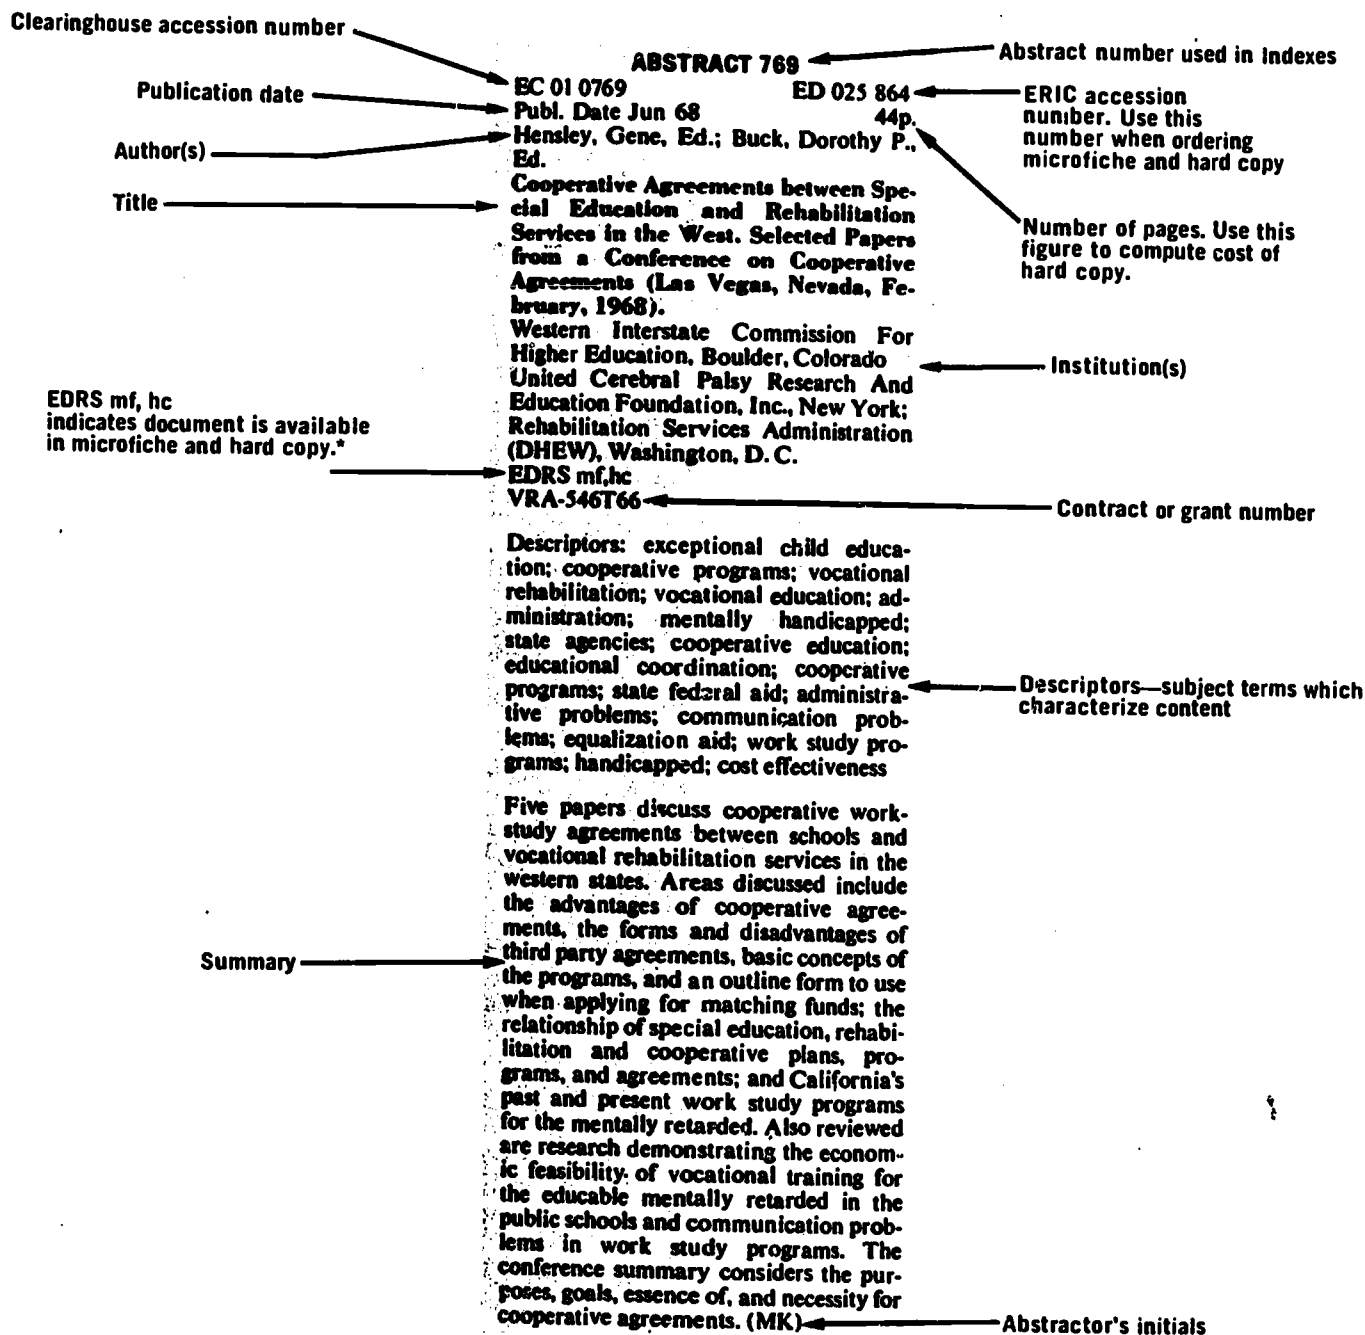 Clearinghouse accession number
ABSTRACT 769
Abstract number used in Indexes
EC 01 0769
ED 025 864
Publication date
Publ. Date Jun 68
44p.
ERIC accession
number. Use this
number when ordering
microfiche and hard copy
Author(s)
Hensley, Gene, Ed.; Buck, Dorothy P.,
Ed.
Title
Cooperative Agreements between Spe-
cial Education and Rehabilitation
Services in the West. Selected Papers
from a Conference on Cooperative
Agreements (Las Vegas, Nevada, Fe-
bruary, 1968).
Number of pages. Use this
figure to compute cost of
hard copy.
Western Interstate Commission For
Higher Education, Boulder, Colorado
United Cerebral Palsy Research And
Education Foundation, Inc., New York;
Rehabilitation Services Administration
(DHEW), Washington, D. C.
Institution(s)
EDRS mf, hc
indicates document is available
in microfiche and hard copy.*
EDRS mf,hc
VRA-546T66
Contract or grant number
Descriptors: exceptional child educa-
tion; cooperative programs; vocational
rehabilitation; vocational education; ad-
ministration; mentally handicapped;
state agencies; cooperative education;
educational coordination; cooperative
programs; state federal aid; administra-
tive problems; communication prob-
lems; equalization aid; work study pro-
grams; handicapped; cost effectiveness
Descriptors—subject terms which
characterize content
Five papers discuss cooperative work-
study agreements between schools and
vocational rehabilitation services in the
western states. Areas discussed include
the advantages of cooperative agree-
ments, the forms and disadvantages of
third party agreements, basic concepts of
the programs, and an outline form to use
when applying for matching funds; the
relationship of special education, rehabi-
litation and cooperative plans, pro-
grams, and agreements; and California's
past and present work study programs
for the mentally retarded. Also reviewed
are research demonstrating the econom-
ic feasibility of vocational training for
the educable mentally retarded in the
public schools and communication prob-
lems in work study programs. The
conference summary considers the pur-
poses, goals, essence of, and necessity for
cooperative agreements. (MK)
Summary
Abstractor's initials